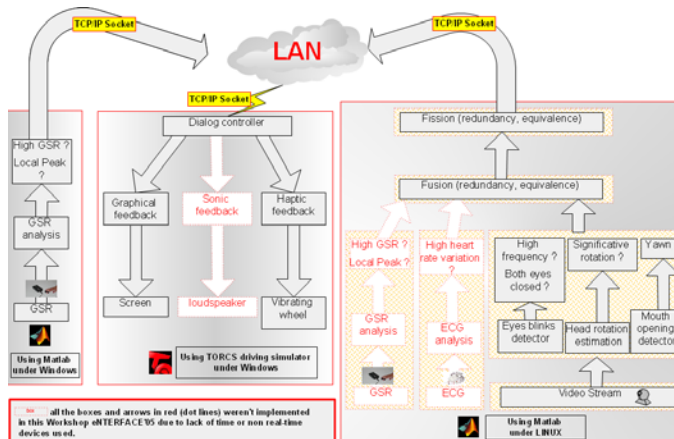 TCP/IP Socket
TCP/IP Socket
LAN
TCP/IP Socket
High GSR ?
Local Peak
?
GSR
analysis
GSR
Using Matlab
under Windows
Dialog controller
Graphical
feedback
Sonic
feedback
Haptic
feedback
Screen
loudspeaker
Vibrating
wheel
Using TORCS driving simulator
under Windows
Fission (redundancy, equivalence)
Fusion (redundancy, equivalence)
High GSR ?
Local Peak ?
GSR
analysis
GSR
High heart
rate variation
?
ECG
analysis
ECG
High
frequency ?
Both eyes
closed ?
Eyes blinks
detector
Significative
rotation ?
Head rotation
estimation
Yawn ?
Mouth
opening
detector
Video Stream
Using Matlab
under LINUX
all the boxes and arrows in red (dot lines) weren't implemented
in this Workshop eNTERFACE'05 due to lack of time or non real-time
devices used.